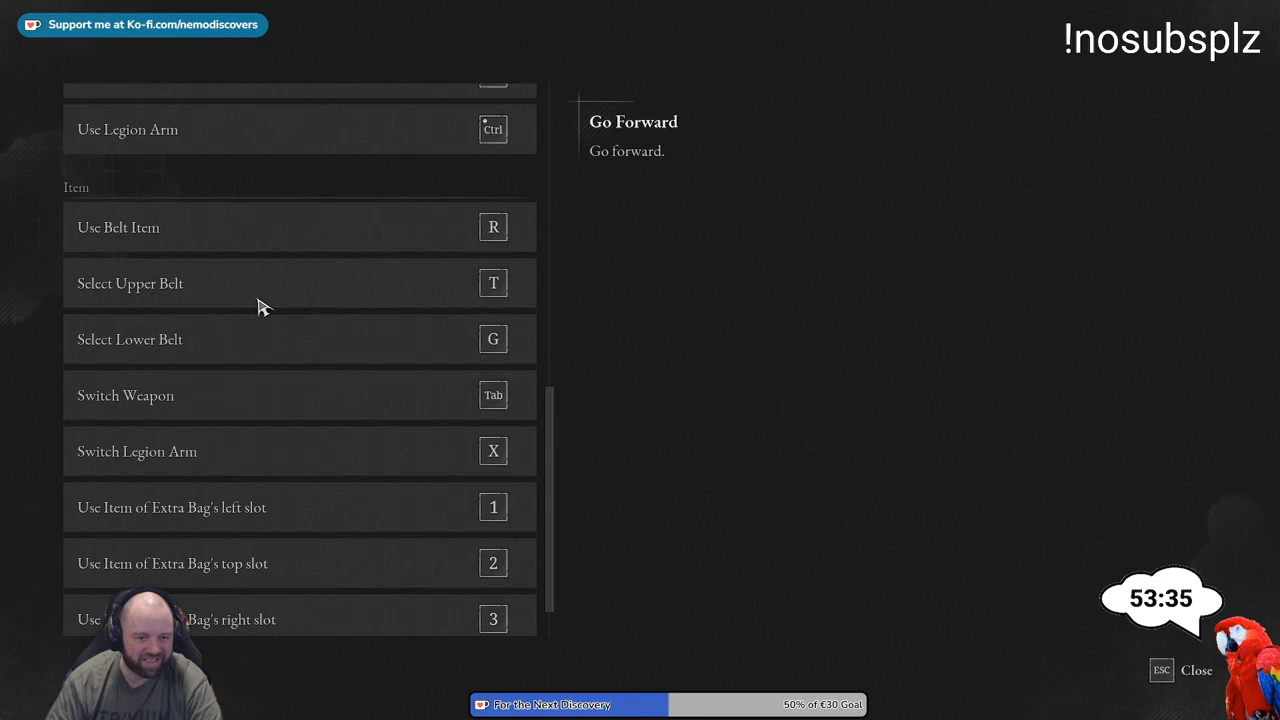 Support me at Ko-fi.com/nemodiscovers
!nosubsplz
Use Legion Arm
Ctrl
Go Forward
Go forward.
Item
Use Belt Item
R
Select Upper Belt
T
Select Lower Belt
G
Switch Weapon
Tab
Switch Legion Arm
X
Use Item of Extra Bag's left slot
1
Use Item of Extra Bag's top slot
2
Use Bag's right slot
3
53:35
ESC Close
For the Next Discovery
50% of €30 Goal